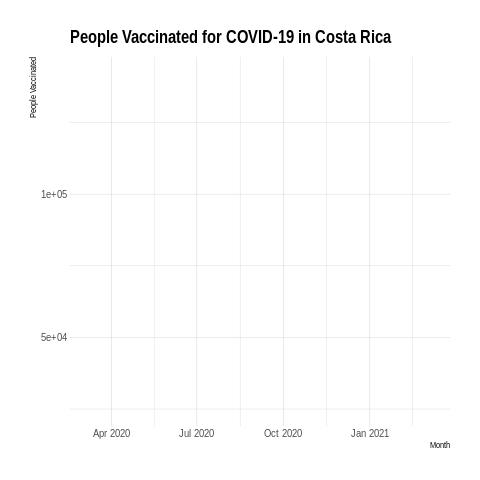 People Vaccinated for COVID-19 in Costa Rica
People Vaccinated
1e+05
5e+04
Apr 2020 Jul 2020 Oct 2020 Jan 2021
Month